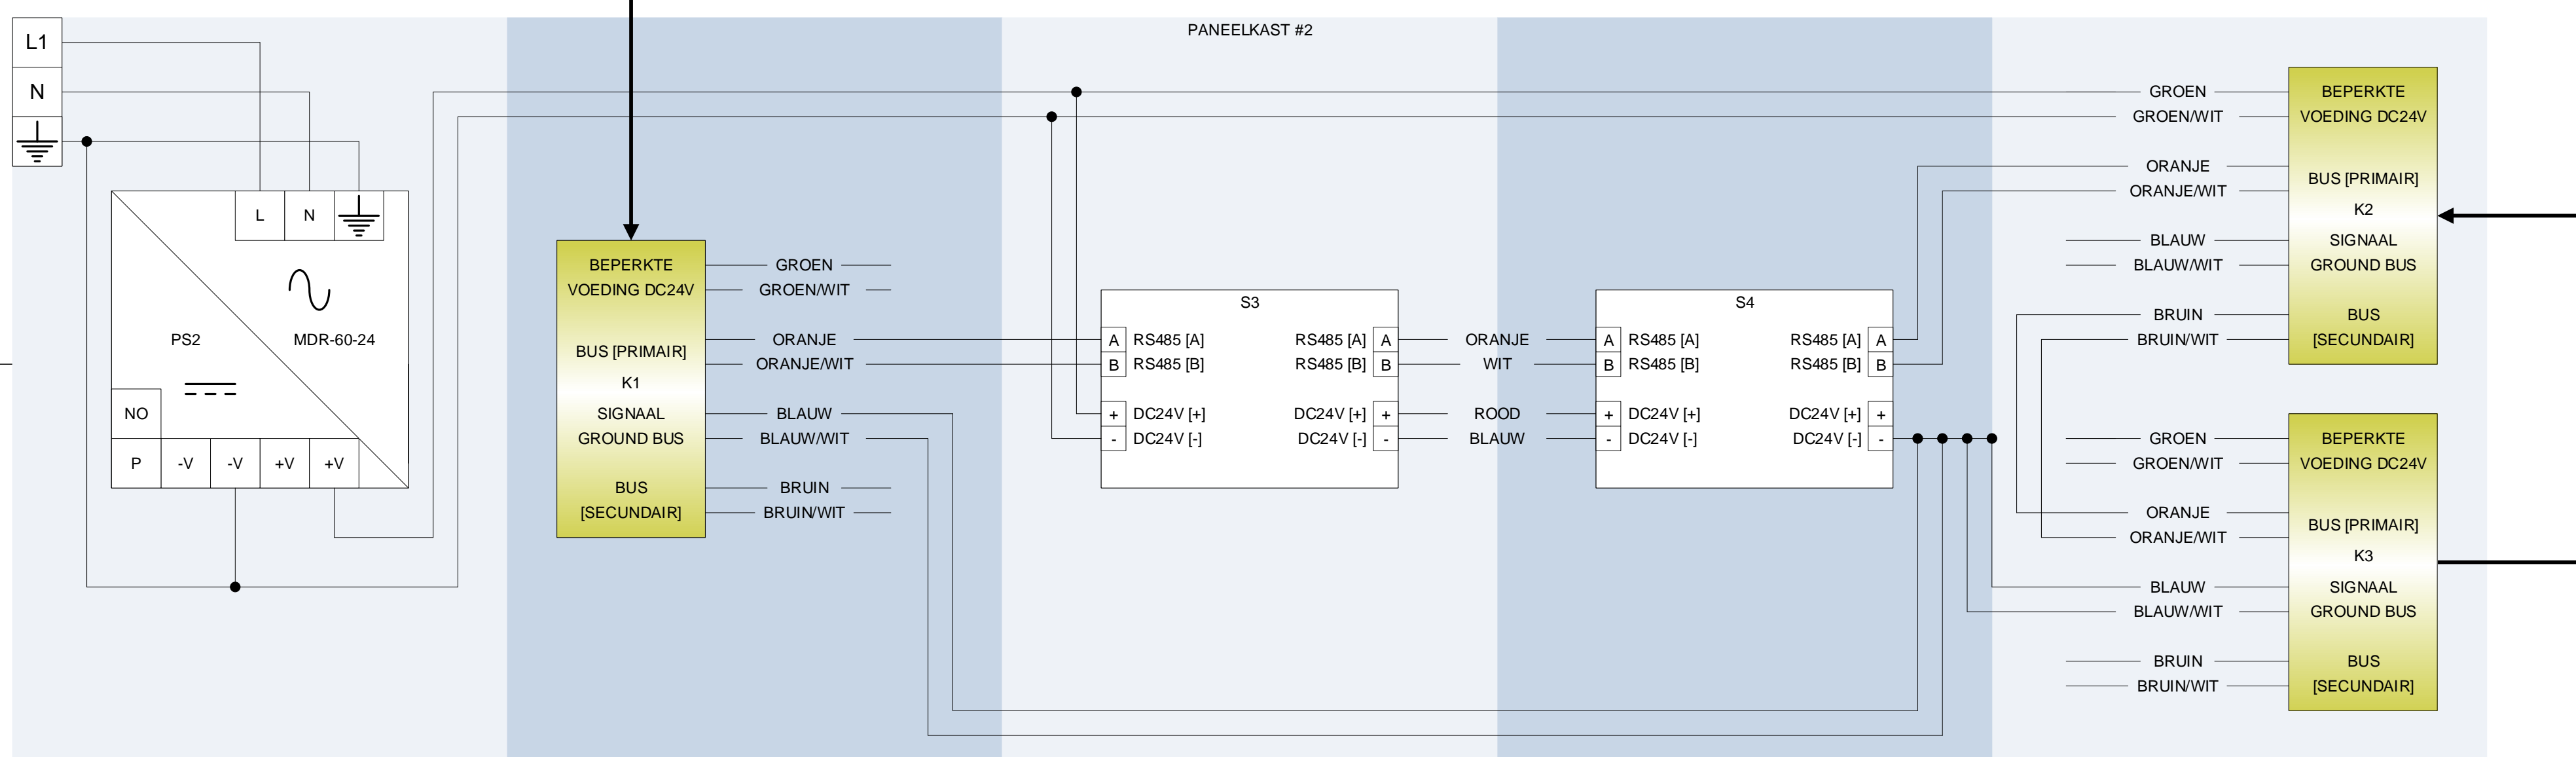 PANEELKAST #2
L1
N
L N
PS2 MDR-60-24
NO
P -V -V +V +V
BEPERKTE GROEN
VOEDING DC24V GROEN/WIT
ORANJE
BUS [PRIMAIR]
ORANJE/WIT
K1
SIGNAAL BLAUW
GROUND BUS BLAUW/WIT
BUS BRUIN
[SECUNDAIR] BRUIN/WIT
S3
A RS485 [A] RS485 [A] A
B RS485 [B] RS485 [B] B
+ DC24V [+] DC24V [+] +
- DC24V [-] DC24V [-] -
ORANJE
WIT
ROOD
BLAUW
S4
A RS485 [A] RS485 [A] A
B RS485 [B] RS485 [B] B
+ DC24V [+] DC24V [+] +
- DC24V [-] DC24V [-] -
GROEN BEPERKTE
GROEN/WIT VOEDING DC24V
ORANJE
BUS [PRIMAIR]
ORANJE/WIT
K2
BLAUW SIGNAAL
BLAUW/WIT GROUND BUS
BRUIN BUS
BRUIN/WIT [SECUNDAIR]
GROEN BEPERKTE
GROEN/WIT VOEDING DC24V
ORANJE
BUS [PRIMAIR]
ORANJE/WIT
K3
BLAUW SIGNAAL
BLAUW/WIT GROUND BUS
BRUIN BUS
BRUIN/WIT [SECUNDAIR]